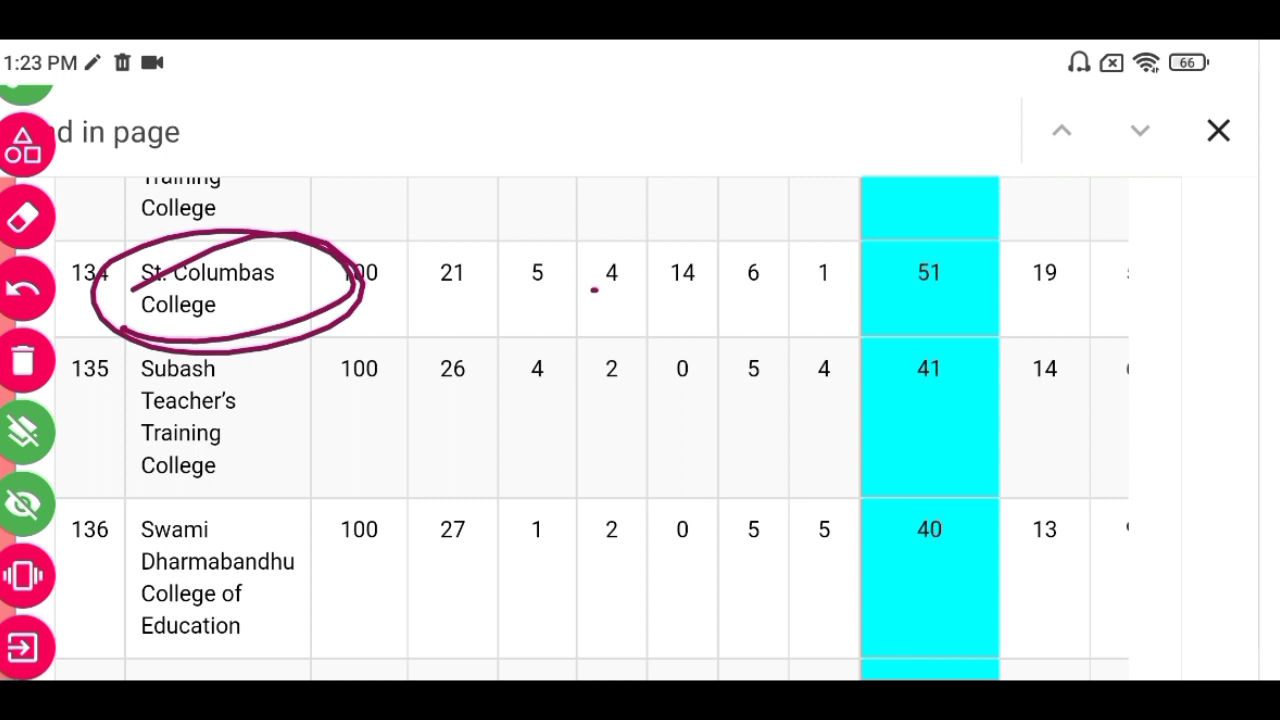 1:23 PM
66
d in page
Training
College
134 St. Columbas 100 21 5 4 14 6 1 51 19
College
135 Subash 100 26 4 2 0 5 4 41 14
Teacher’s
Training
College
136 Swami 100 27 1 2 0 5 5 40 13
Dharmabandhu
College of
Education